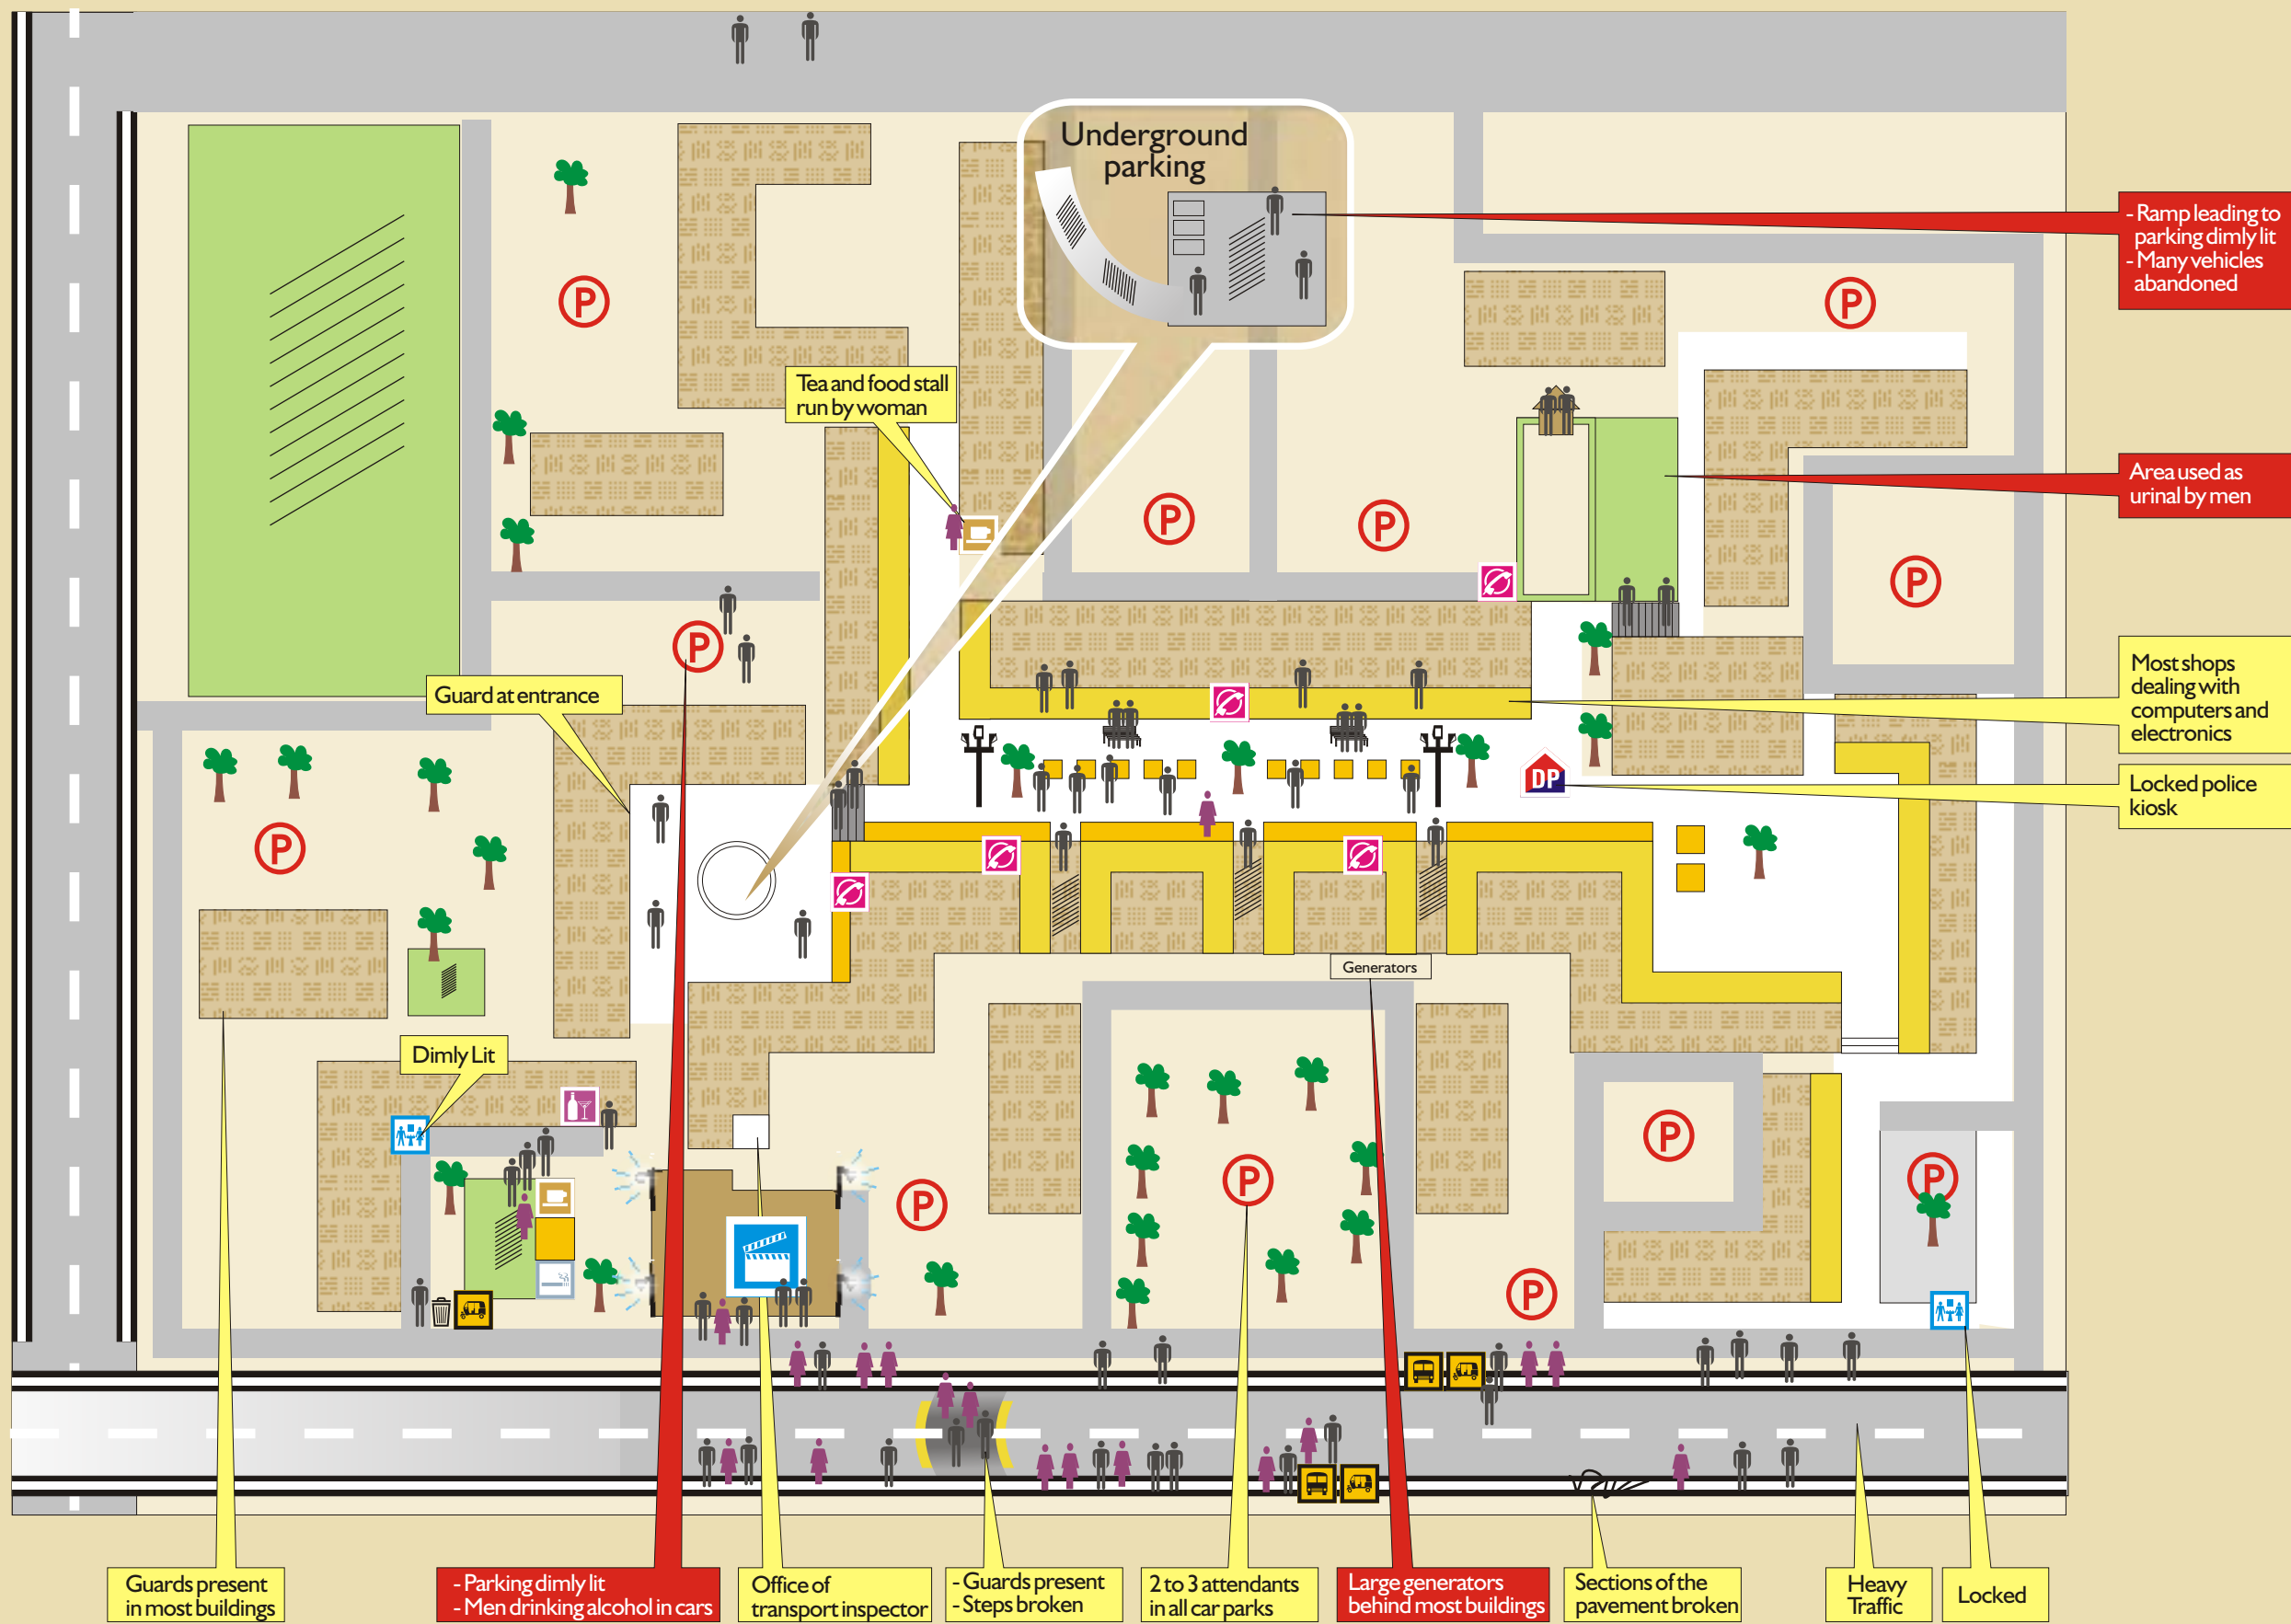 Underground
parking
- Ramp leading to
parking dimly lit
- Many vehicles
abandoned
P
P
Tea and food stall
run by woman
Area used as
urinal by men
P
P
P
P
Most shops
dealing with
computers and
electronics
Guard at entrance
DP
Locked police
kiosk
P
Generators
Dimly Lit
P
P
P
P
P
Guards present
in most buildings
- Parking dimly lit
- Men drinking alcohol in cars
Office of
transport inspector
- Guards present
- Steps broken
2 to 3 attendants
in all car parks
Large generators
behind most buildings
Sections of the
pavement broken
Heavy
Traffic
Locked